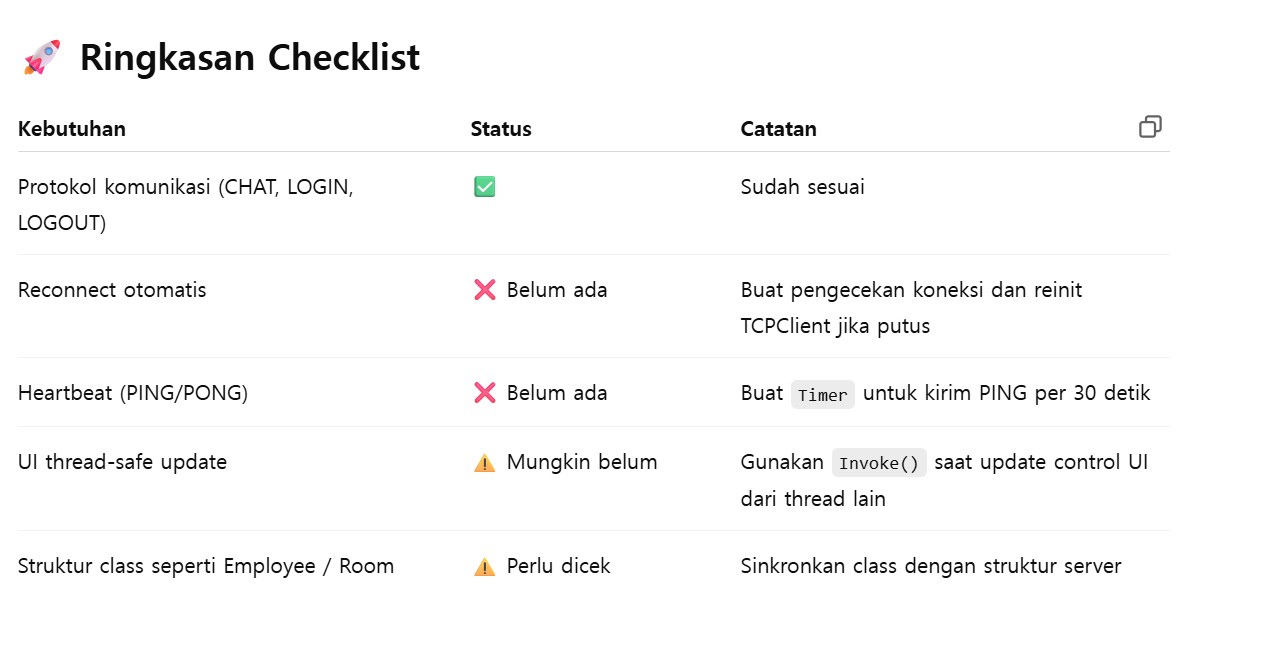 🚀 Ringkasan Checklist
Kebutuhan Status Catatan
Protokol komunikasi (CHAT, LOGIN, ✅ Sudah sesuai
LOGOUT)
Reconnect otomatis ❌ Belum ada Buat pengecekan koneksi dan reinit
TCPClient jika putus
Heartbeat (PING/PONG) ❌ Belum ada Buat Timer untuk kirim PING per 30 detik
UI thread-safe update ⚠️ Mungkin belum Gunakan Invoke() saat update control UI
dari thread lain
Struktur class seperti Employee / Room ⚠️ Perlu dicek Sinkronkan class dengan struktur server